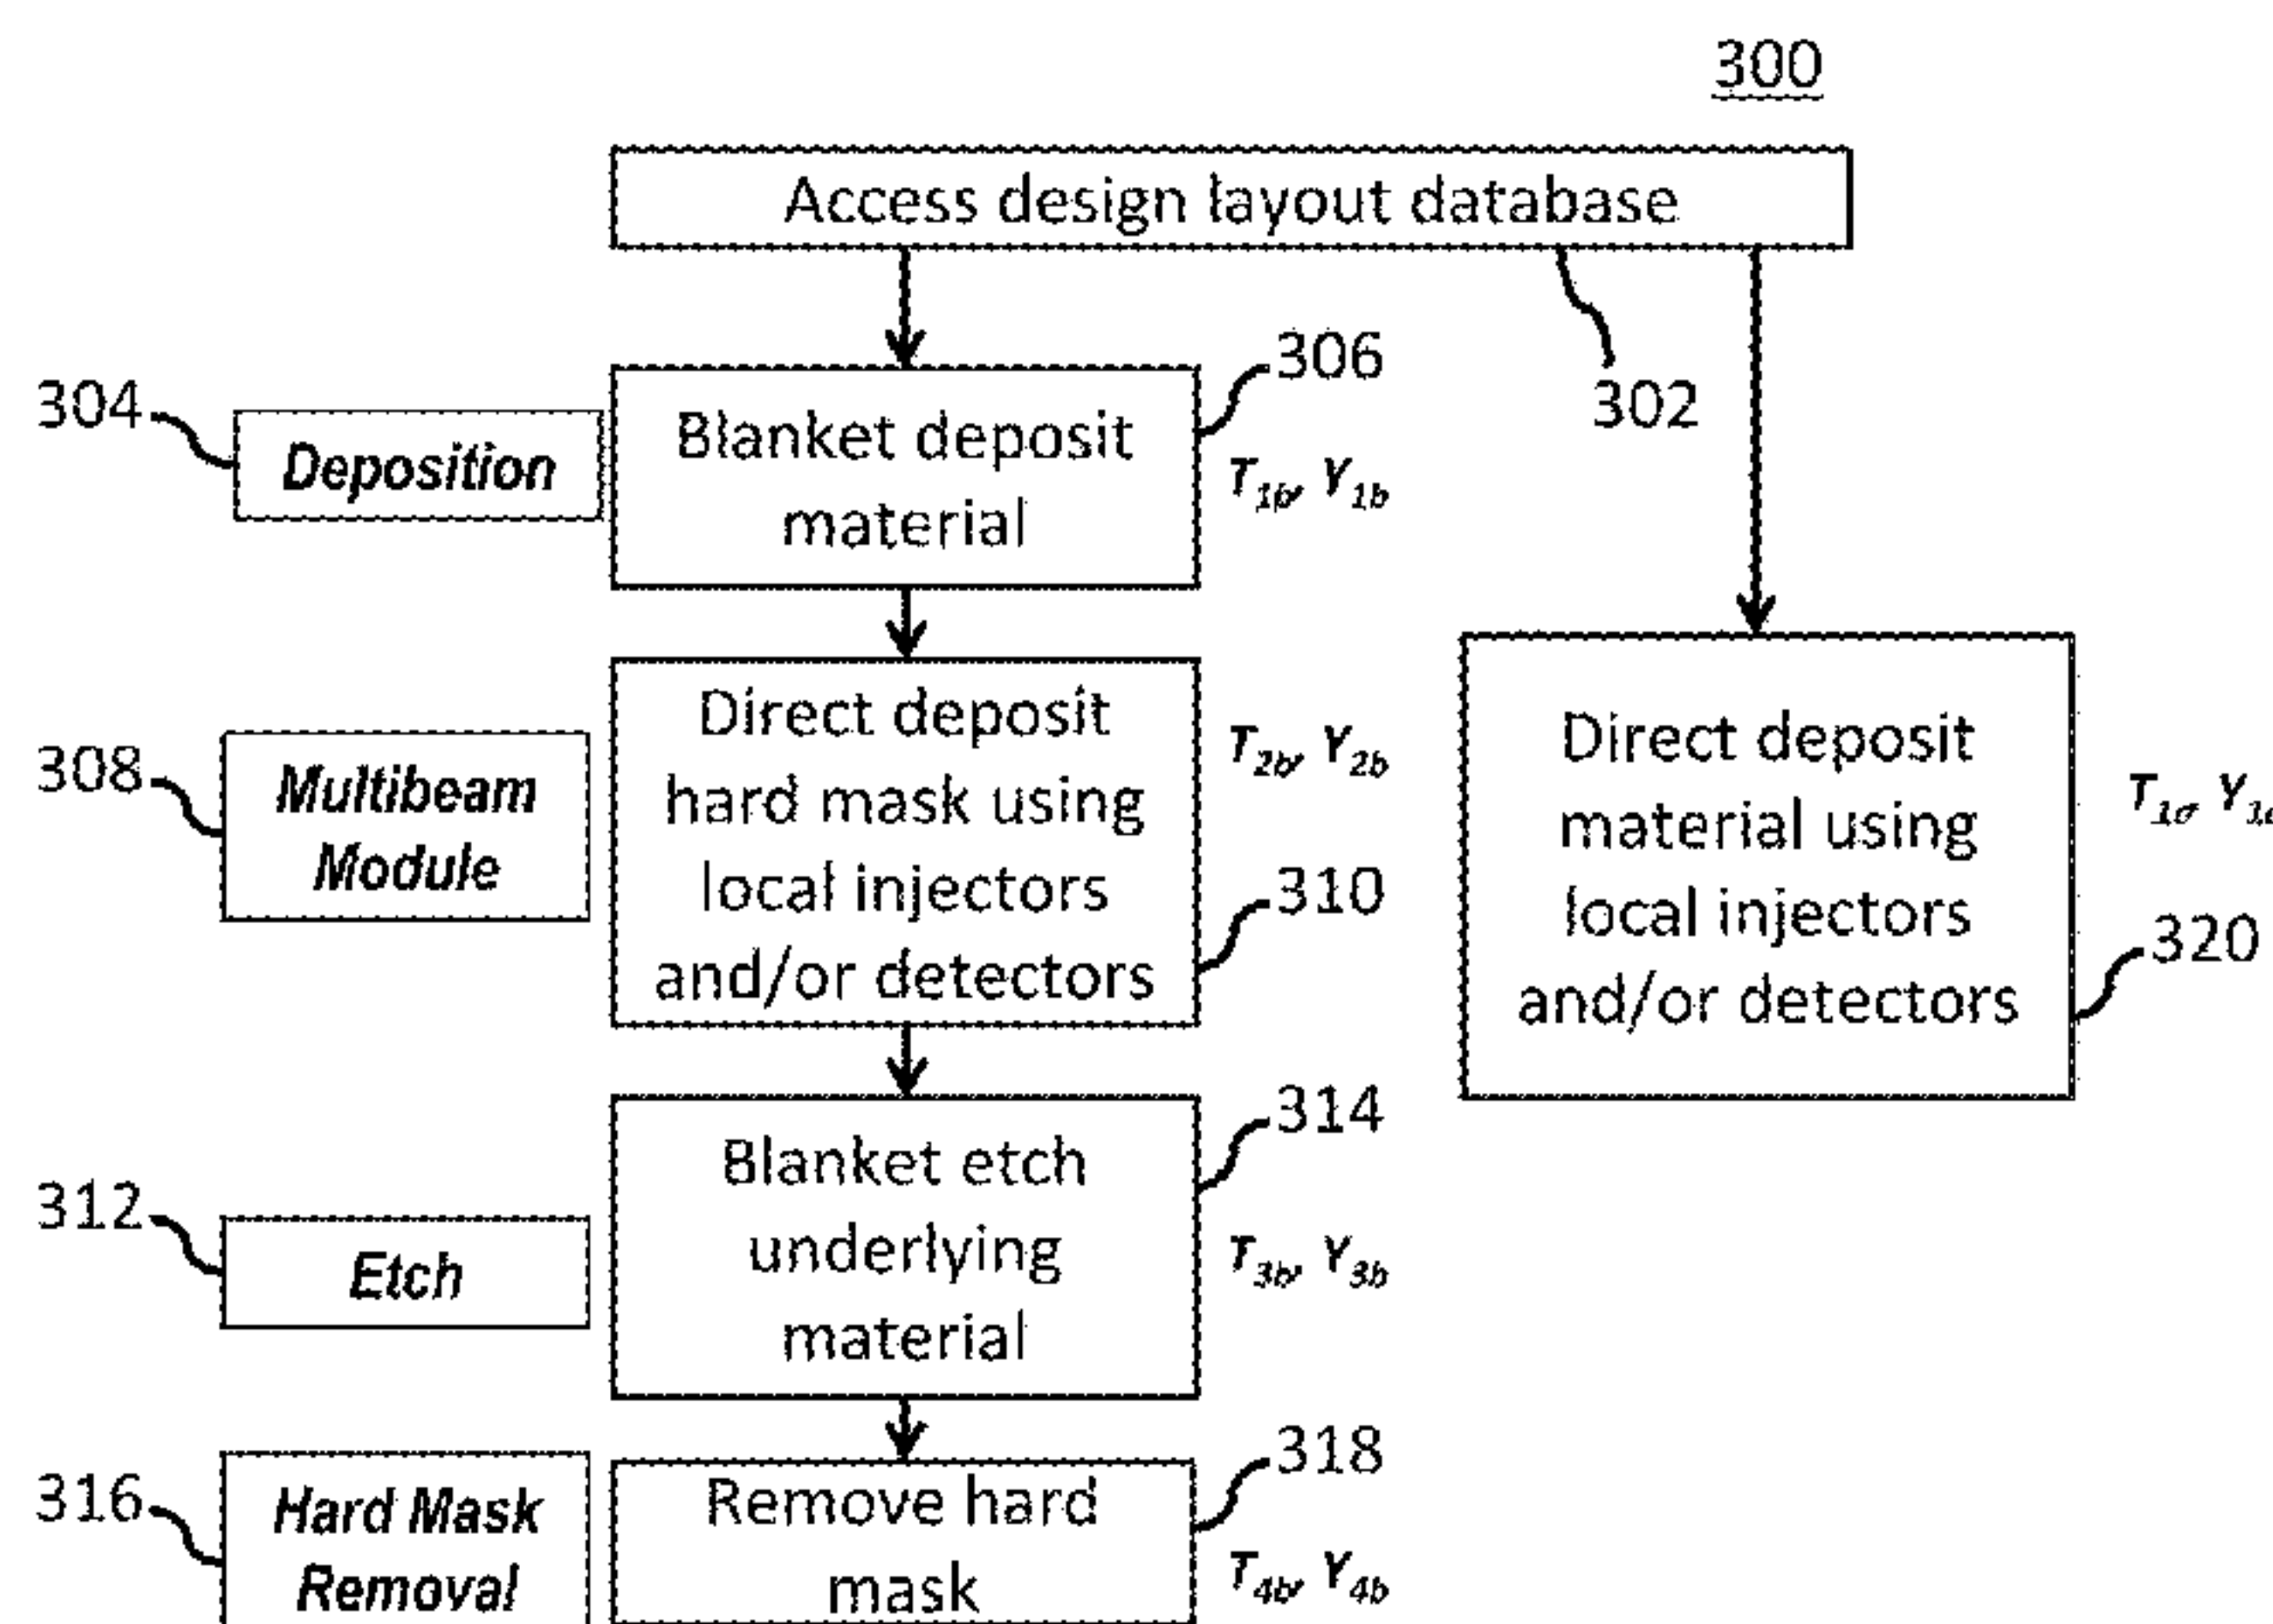 300
Access design layout database
302
304
Deposition
Blanket deposit
material
306
T1b, Y1b
308
Multibeam
Module
Direct deposit
hard mask using
local injectors
and/or detectors
T2b, Y2b
310
Direct deposit
material using
local injectors
and/or detectors
320
312
Etch
Blanket etch
underlying
material
314
T3b, Y3b
316
Hard Mask
Removal
Remove hard
mask
318
T4b, Y4b